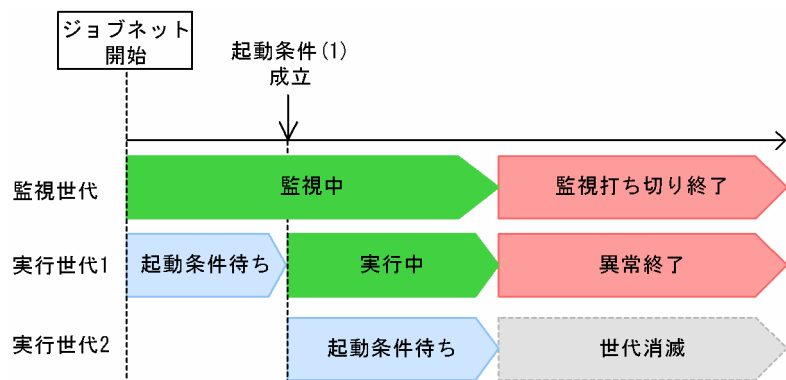 ジョブネット
開始
起動条件(1)
成立
監視世代
監視中
監視打ち切り終了
実行世代1
起動条件待ち
実行中
異常終了
実行世代2
起動条件待ち
世代消滅